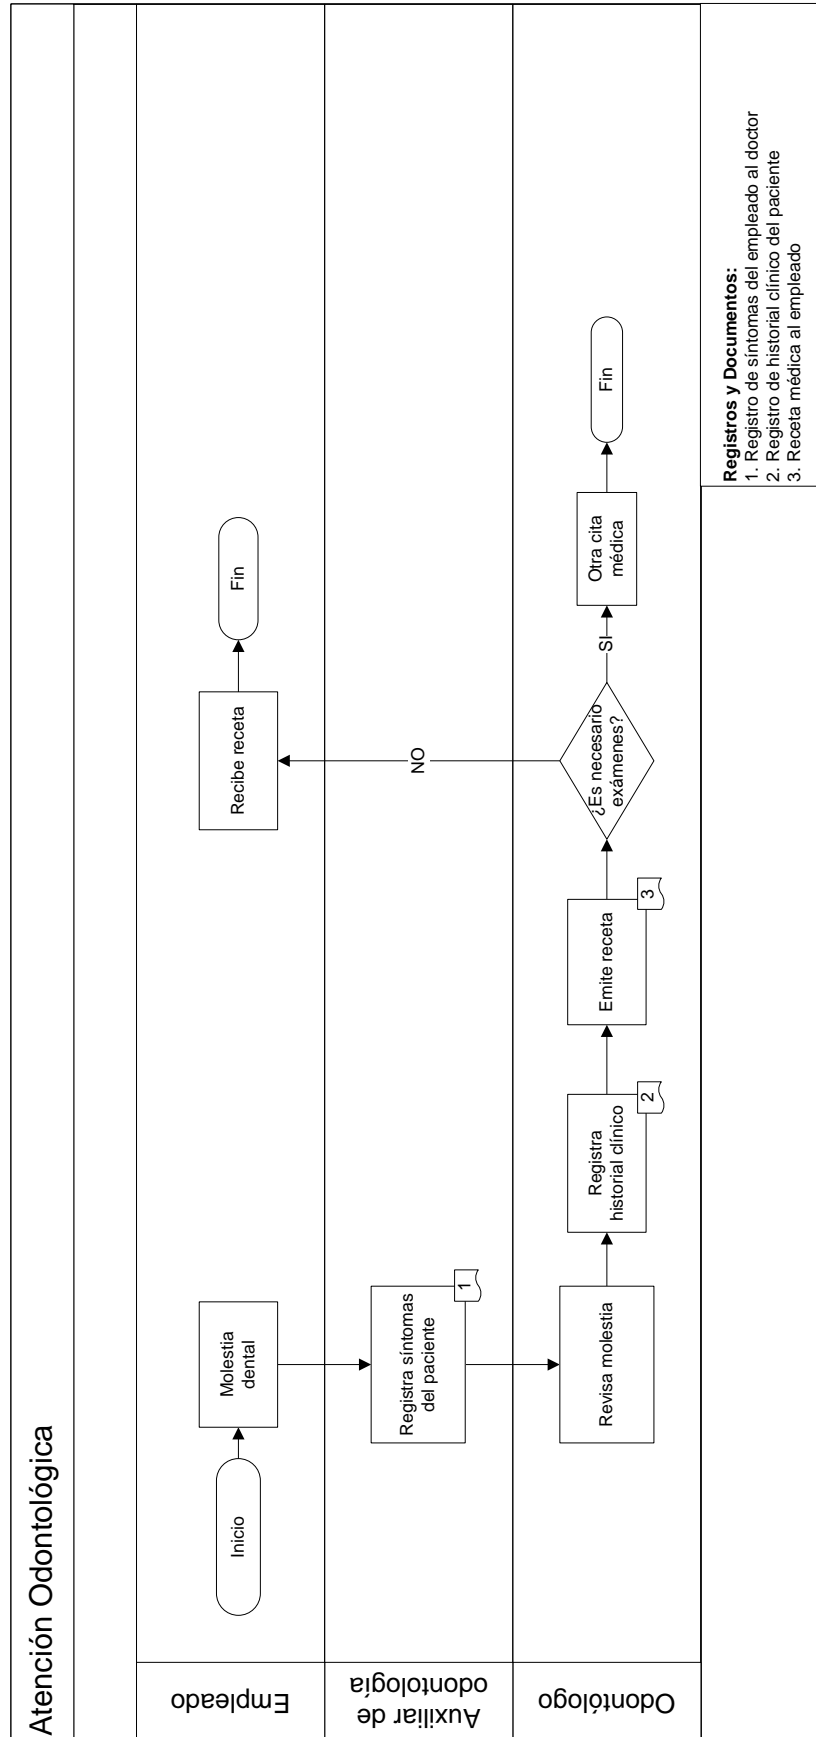 Atención Odontológica
Empleado
Inicio
Molestia
dental
Recibe receta
Fin
Auxiliar de
odontología
Registra síntomas
del paciente
1
NO
Odontólogo
Revisa molestia
Registra
historial clínico
2
Emite receta
3
¿Es necesario
exámenes?
SI
Otra cita
médica
Fin
Registros y Documentos:
1. Registro de síntomas del empleado al doctor
2. Registro de historial clínico del paciente
3. Receta médica al empleado